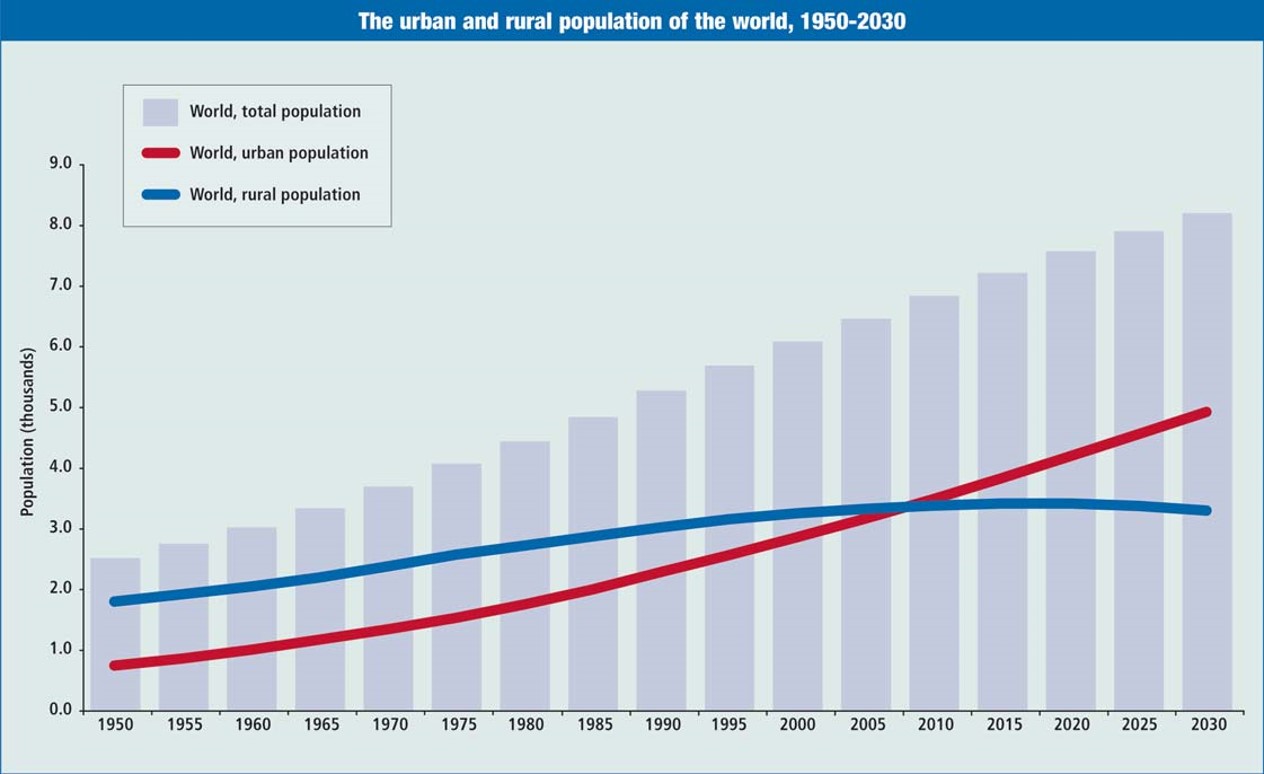 The urban and rural population of the world, 1950-2030
World, total population
World, urban population
World, rural population
Population (thousands)
9.0
8.0
7.0
6.0
5.0
4.0
3.0
2.0
1.0
0.0
1950 1955 1960 1965 1970 1975 1980 1985 1990 1995 2000 2005 2010 2015 2020 2025 2030